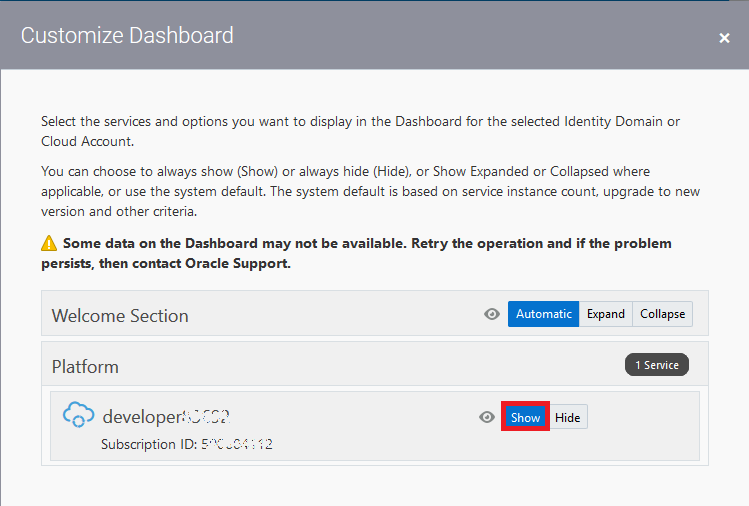 Customize Dashboard
Select the services and options you want to display in the Dashboard for the selected Identity Domain or
Cloud Account.
You can choose to always show (Show) or always hide (Hide), or Show Expanded or Collapsed where
applicable, or use the system default. The system default is based on service instance count, upgrade to new
version and other criteria.
Some data on the Dashboard may not be available. Retry the operation and if the problem
persists, then contact Oracle Support.
Welcome Section Automatic Expand Collapse
Platform 1 Service
Show Hide
Subscription ID: